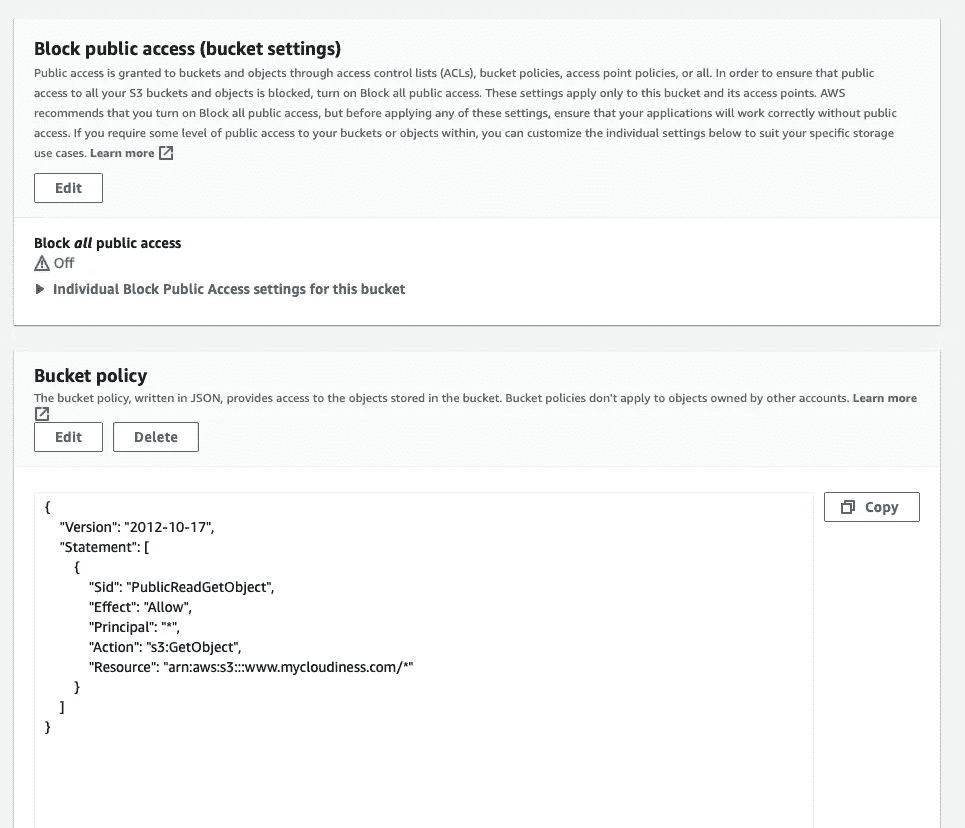 Block public access (bucket settings)
Public access is granted to buckets and objects through access control lists (ACLs), bucket policies, access point policies, or all. In order to ensure that public
access to all your S3 buckets and objects is blocked, turn on Block all public access. These settings apply only to this bucket and its access points. AWS
recommends that you turn on Block all public access, but before applying any of these settings, ensure that your applications will work correctly without public
access. If you require some level of public access to your buckets or objects within, you can customize the individual settings below to suit your specific storage
use cases. Learn more
Edit
Block all public access
Off
Individual Block Public Access settings for this bucket
Bucket policy
The bucket policy, written in JSON, provides access to the objects stored in the bucket. Bucket policies don't apply to objects owned by other accounts. Learn more
Edit Delete
{ Copy
"Version": "2012-10-17",
"Statement": [
{
"Sid": "PublicReadGetObject",
"Effect": "Allow",
"Principal": "*",
"Action": "s3:GetObject",
"Resource": "arn:aws:s3:::www.mycloudiness.com/*"
}
]
}